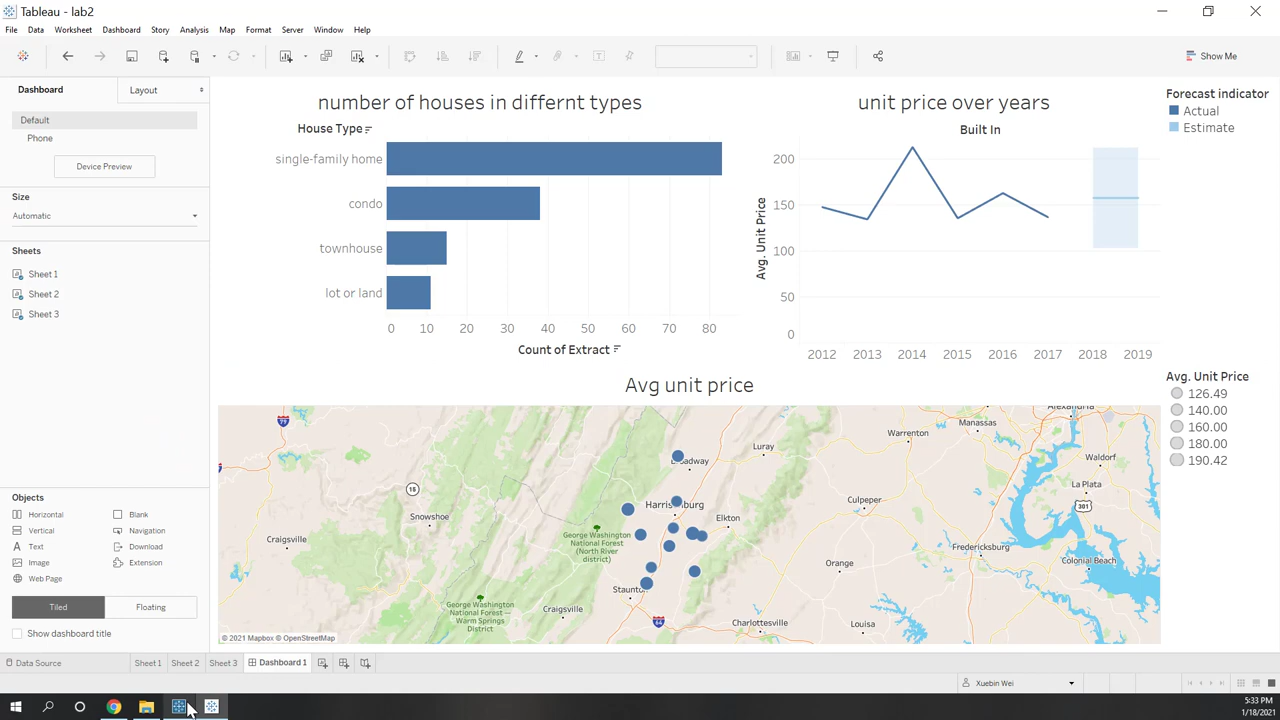 Tableau - lab2
File Data Worksheet Dashboard Story Analysis Map Format Server Window Help
Show Me
Dashboard Layout
Default
Phone
Device Preview
Size
Automatic
Sheets
Sheet 1
Sheet 2
Sheet 3
Objects
Horizontal Blank
Vertical Navigation
Text Download
Image Extension
Web Page
Tiled Floating
Show dashboard title
number of houses in differnt types
House Type
single-family home
condo
townhouse
lot or land
0 10 20 30 40 50 60 70 80
Count of Extract
unit price over years
Built In
Avg. Unit Price
200
150
100
50
0
2012 2013 2014 2015 2016 2017 2018 2019
Forecast indicator
Actual
Estimate
Avg unit price
Avg. Unit Price
126.49
140.00
160.00
180.00
190.42
Manassas
Warrenton
Luray
Waldorf
La Plata
301
15
Snowshoe
Culpeper
Elkton
Craigsville
George Washington
National Forest
(North River
district)
Fredericksburg
Colonial Beach
Orange
George Washington
National Forest —
Warm Springs
District
Craigsville
64
Charlottesville
Louisa
© 2021 Mapbox © OpenStreetMap
Data Source Sheet 1 Sheet 2 Sheet 3 Dashboard 1
Xuebin Wei
5:33 PM
1/18/2021